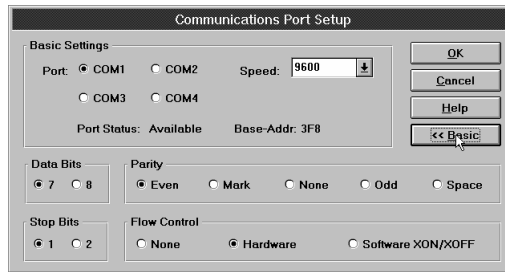 Communications Port Setup
Basic Settings
Port: COM1 COM2 Speed: 9600
COM3 COM4
Port Status: Available Base-Addr: 3F8
OK
Cancel
Help
<< Basic
Data Bits
7 8
Parity
Even Mark None Odd Space
Stop Bits
1 2
Flow Control
None Hardware Software XON/XOFF